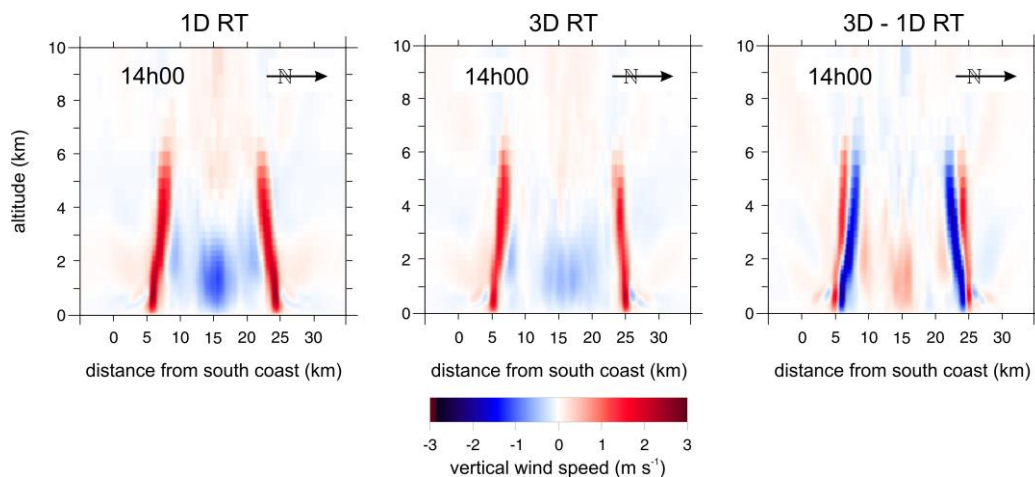 1D RT
3D RT
3D - 1D RT
10
8
6
4
2
0
14h00
N
10
8
6
4
2
0
14h00
N
10
8
6
4
2
0
14h00
N
altitude (km)
0 5 10 15 20 25 30
0 5 10 15 20 25 30
0 5 10 15 20 25 30
distance from south coast (km)
distance from south coast (km)
distance from south coast (km)
-3 -2 -1 0 1 2 3
vertical wind speed (m s⁻¹)